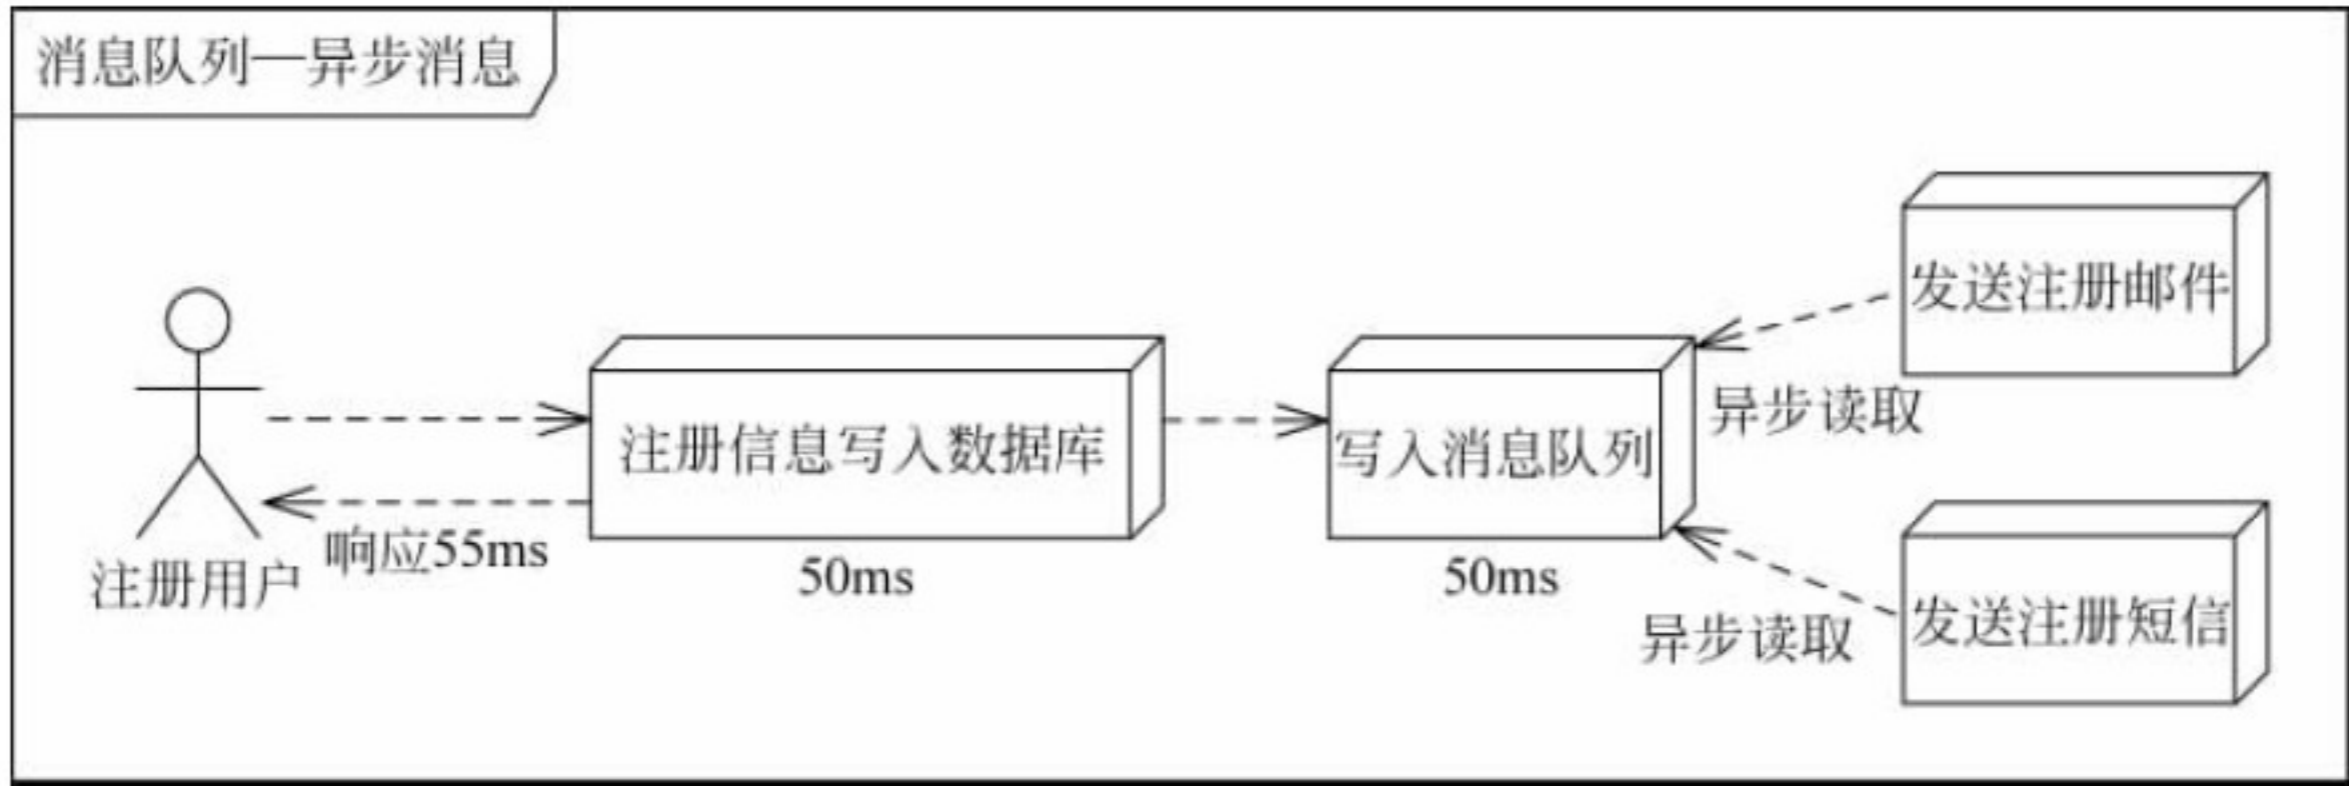 消息队列—异步消息
发送注册邮件
异步读取
注册信息写入数据库
写入消息队列
响应55ms
注册用户
50ms
50ms
异步读取
发送注册短信